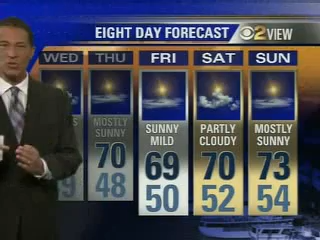 EIGHT DAY FORECAST 2 VIEW
WED THU FRI SAT SUN
MOSTLY SUNNY
70
48
SUNNY MILD
69
50
PARTLY CLOUDY
70
52
MOSTLY SUNNY
73
54